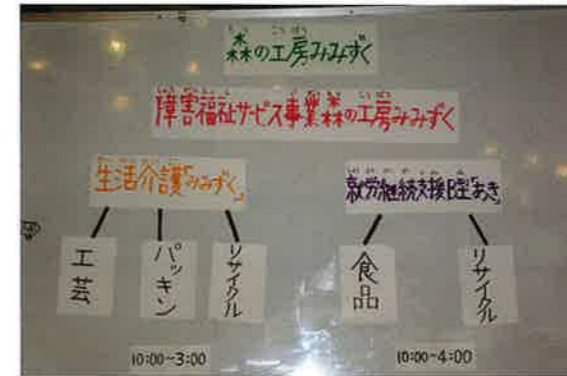 森の工房みみずく
障害福祉サービス事業森の工房みみずく
生活介護「みみずく」
就労継続支援B型「あき」
工芸
パッキン
リサイクル
食品
リサイクル
10:00-3:00
10:00-4:00